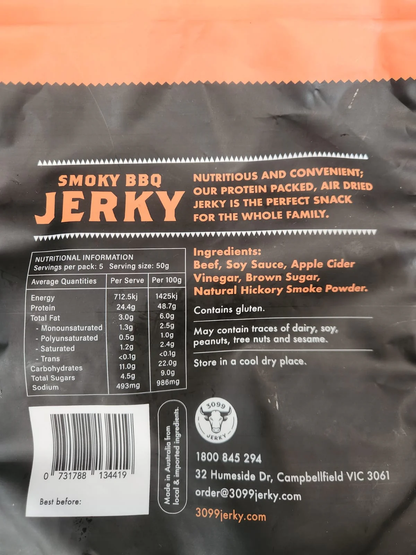 SMOKY BBQ
JERKY
NUTRITIOUS AND CONVENIENT;
OUR PROTEIN PACKED, AIR DRIED
JERKY IS THE PERFECT SNACK
FOR THE WHOLE FAMILY.
NUTRITIONAL INFORMATION
Servings per pack: 5 Serving size: 50g
Average Quantities Per Serve Per 100g
Energy 712.5kj 1425kj
Protein 24.4g 48.7g
Total Fat 3.0g 6.0g
- Monounsaturated 1.3g 2.5g
- Polyunsaturated 0.5g 1.0g
- Saturated 1.2g 2.4g
- Trans <0.1g <0.1g
Carbohydrates 11.0g 22.0g
Total Sugars 4.5g 9.0g
Sodium 493mg 986mg
Ingredients:
Beef, Soy Sauce, Apple Cider
Vinegar, Brown Sugar,
Natural Hickory Smoke Powder.
Contains gluten.
May contain traces of dairy, soy,
peanuts, tree nuts and sesame.
Store in a cool dry place.
0 731788 134419
Best before:
Made in Australia from
local & imported ingredients.
3099
JERKY
1800 845 294
32 Humeside Dr, Campbellfield VIC 3061
order@3099jerky.com
3099jerky.com